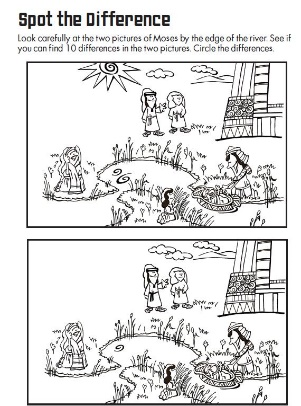 Spot the Difference
Look carefully at the two pictures of Moses by the edge of the river. See if
you can find 10 differences in the two pictures. Circle the differences.